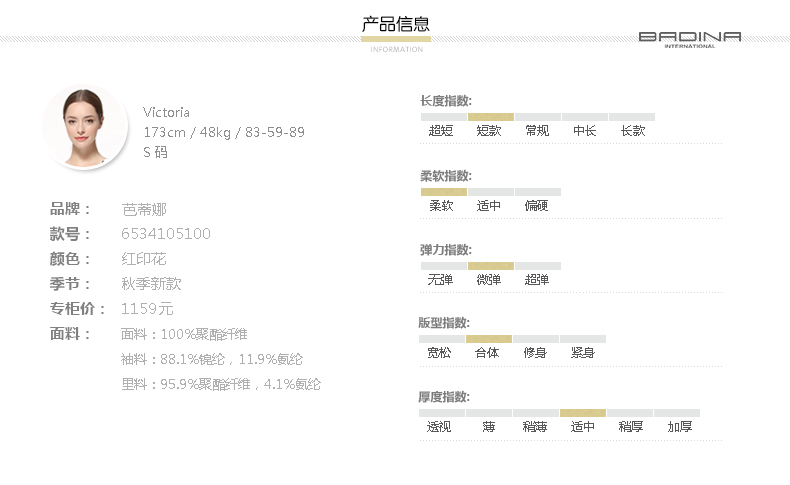 产品信息
INFORMATION
BADINA
INTERNATIONAL
Victoria
173cm / 48kg / 83-59-89
S 码
品牌： 芭蒂娜
款号： 6534105100
颜色： 红印花
季节： 秋季新款
专柜价： 1159元
面料： 面料：100%聚酯纤维
袖料：88.1%锦纶，11.9%氨纶
里料：95.9%聚酯纤维，4.1%氨纶
长度指数:
超短 短款 常规 中长 长款
柔软指数:
柔软 适中 偏硬
弹力指数:
无弹 微弹 超弹
版型指数:
宽松 合体 修身 紧身
厚度指数:
透视 薄 稍薄 适中 稍厚 加厚